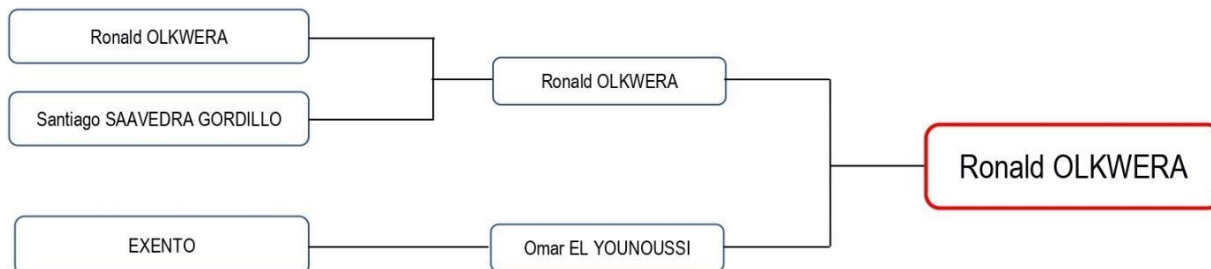 Ronald OLKWERA
Santiago SAAVEDRA GORDILLO
EXENTO
Ronald OLKWERA
Omar EL YOUNOUSSI
Ronald OLKWERA